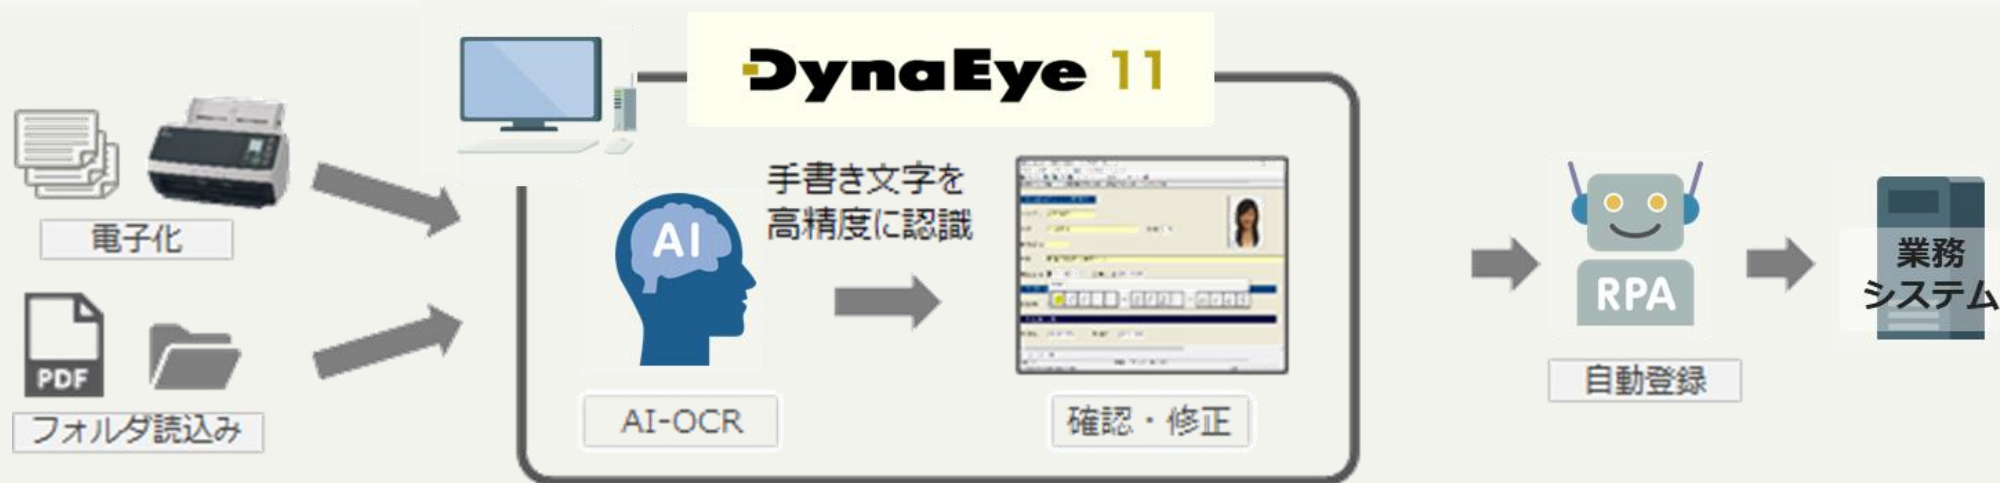 DynaEye 11
電子化
PDF
フォルダ読込み
AI
手書き文字を
高精度に認識
AI-OCR
確認・修正
RPA
自動登録
業務
システム